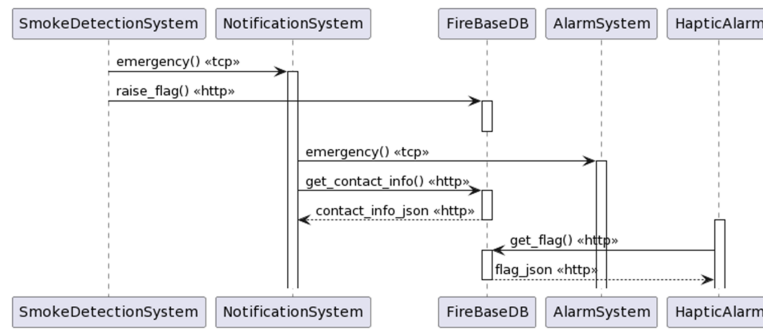 SmokeDetectionSystem
NotificationSystem
FireBaseDB
AlarmSystem
HapticAlarm
emergency() «tcp»
raise_flag() «http»
emergency() «tcp»
get_contact_info() «http»
contact_info_json «http»
get_flag() «http»
flag_json «http»
SmokeDetectionSystem
NotificationSystem
FireBaseDB
AlarmSystem
HapticAlarm